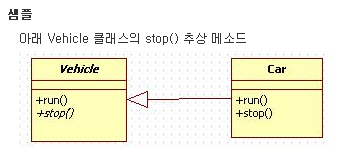 샘플
아래 Vehicle 클래스의 stop() 추상 메소드
Vehicle
+run()
+stop()
Car
+run()
+stop()